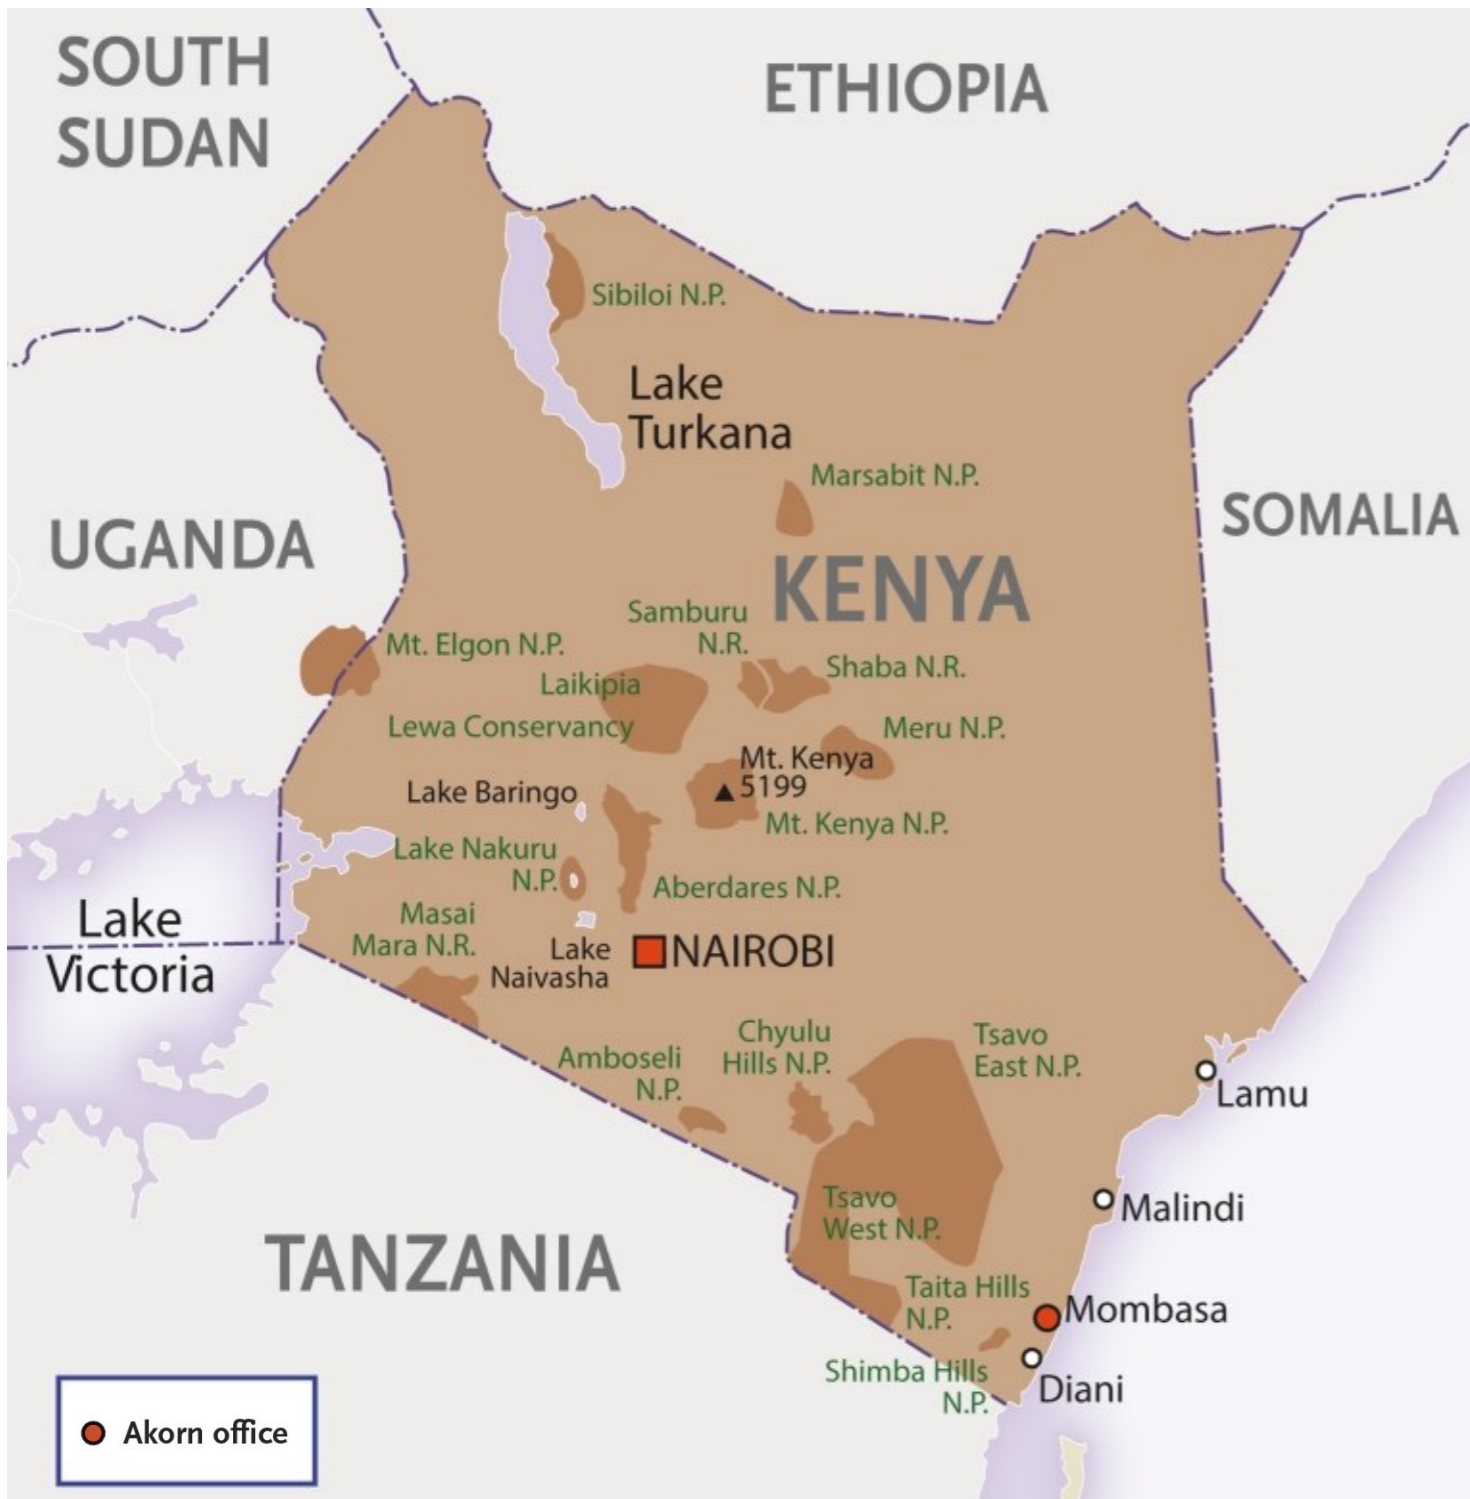 SOUTH
SUDAN
ETHIOPIA
Sibiloi N.P.
Lake
Turkana
Marsabit N.P.
UGANDA
SOMALIA
KENYA
Samburu
N.R.
Mt. Elgon N.P.
Shaba N.R.
Laikipia
Lewa Conservancy
Meru N.P.
Mt. Kenya
5199
Lake Baringo
Mt. Kenya N.P.
Lake Nakuru
N.P.
Aberdares N.P.
Lake
Victoria
Masai
Mara N.R.
Lake
Naivasha
NAIROBI
Chyulu
Hills N.P.
Tsavo
East N.P.
Amboseli
N.P.
Lamu
Tsavo
West N.P.
Malindi
TANZANIA
Taita Hills
N.P.
Mombasa
Shimba Hills
N.P.
Diani
Akorn office